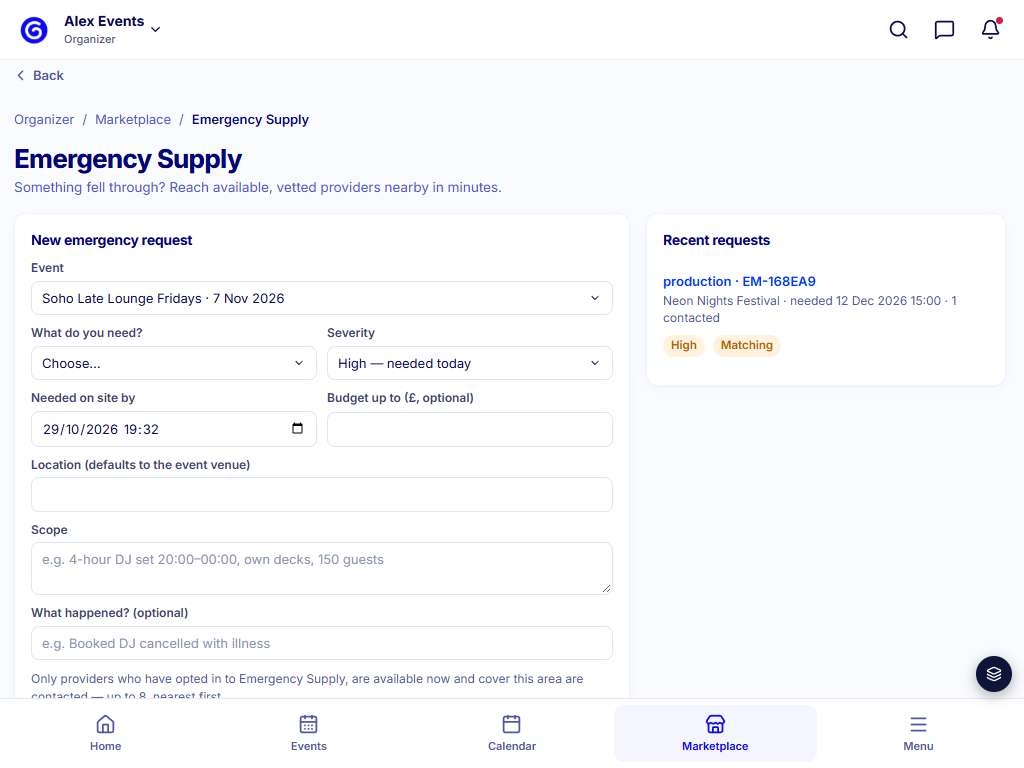 Alex Events
Organizer
Back
Organizer / Marketplace / Emergency Supply
Emergency Supply
Something fell through? Reach available, vetted providers nearby in minutes.
New emergency request
Event
Soho Late Lounge Fridays · 7 Nov 2026
What do you need?
Severity
Choose...
High — needed today
Needed on site by
Budget up to (£, optional)
29/10/2026 19:32
Location (defaults to the event venue)
Scope
e.g. 4-hour DJ set 20:00–00:00, own decks, 150 guests
What happened? (optional)
e.g. Booked DJ cancelled with illness
Only providers who have opted in to Emergency Supply, are available now and cover this area are
contacted — up to 8, nearest first
Recent requests
production · EM-168EA9
Neon Nights Festival · needed 12 Dec 2026 15:00 · 1
contacted
High
Matching
Home
Events
Calendar
Marketplace
Menu